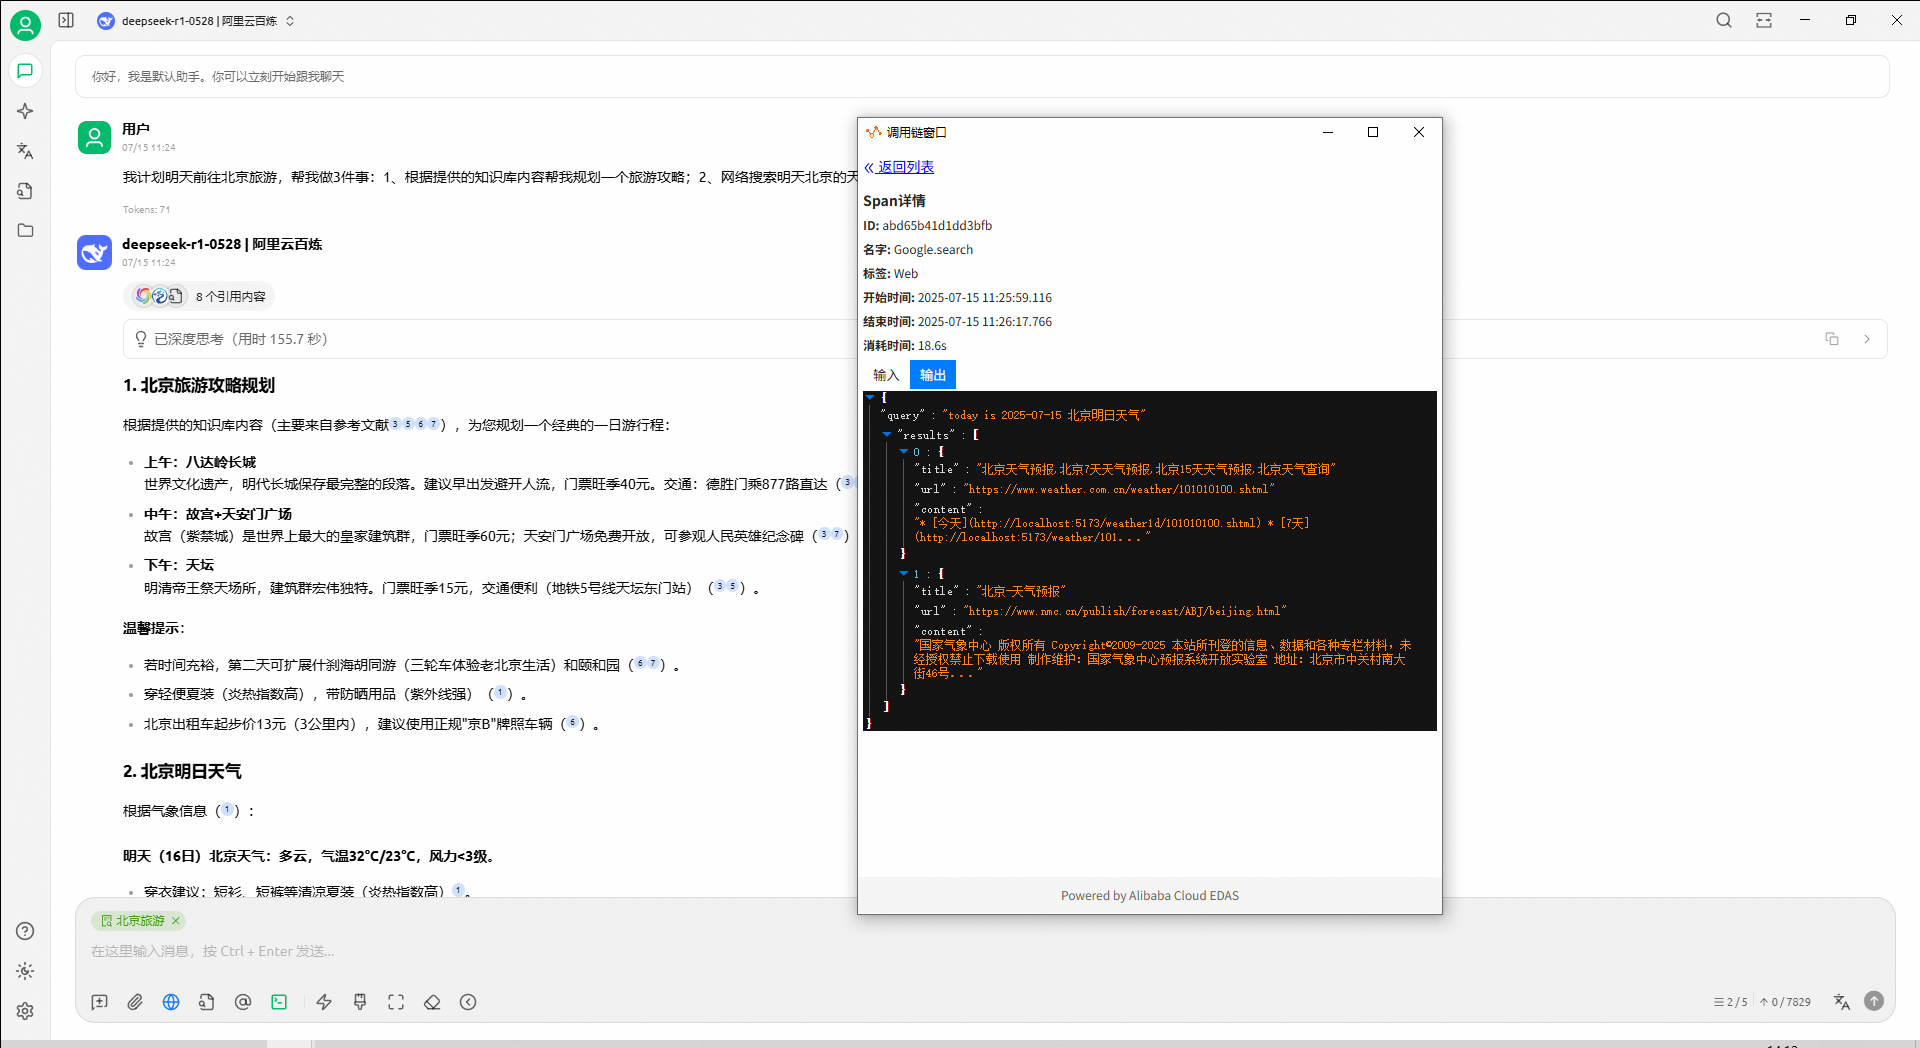 deepseek-r1-0528 | 阿里云百炼
你好，我是默认助手。你可以立刻开始跟我聊天
用户
07/15 11:24
我计划明天前往北京旅游，帮我做3件事：1、根据提供的知识库内容帮我规划一个旅游攻略；2、网络搜索明天北京的天
Tokens: 71
deepseek-r1-0528 | 阿里云百炼
07/15 11:24
8 个引用内容
已深度思考（用时 155.7 秒）
1. 北京旅游攻略规划
根据提供的知识库内容（主要来自参考文献 3 5 6 7），为您规划一个经典的一日游行程：
• 上午：八达岭长城
世界文化遗产，明代长城保存最完整的段落。建议早出发避开人流，门票旺季40元。交通：德胜门乘877路直达（3
• 中午：故宫+天安门广场
故宫（紫禁城）是世界上最大的皇家建筑群，门票旺季60元；天安门广场免费开放，可参观人民英雄纪念碑（3 7）
• 下午：天坛
明清帝王祭天场所，建筑群宏伟独特。门票旺季15元，交通便利（地铁5号线天坛东门站）（3 5）。
温馨提示：
• 若时间充裕，第二天可扩展什刹海胡同游（三轮车体验老北京生活）和颐和园（6 7）。
• 穿轻便夏装（炎热指数高），带防晒用品（紫外线强）（1）。
• 北京出租车起步价13元（3公里内），建议使用正规"京B"牌照车辆（6）。
2. 北京明日天气
根据气象信息（1）：
明天（16日）北京天气：多云，气温32°C/23°C，风力<3级。
• 穿衣建议：短衫、短裤等清凉夏装（炎热指数高）1。
北京旅游 ×
在这里输入消息，按 Ctrl + Enter 发送...
2 / 5
↑ 0 / 7829
调用链窗口
« 返回列表
Span详情
ID: abd65b41d1dd3bfb
名字: Google.search
标签: Web
开始时间: 2025-07-15 11:25:59.116
结束时间: 2025-07-15 11:26:17.766
消耗时间: 18.6s
输入 输出
{
"query" : "today is 2025-07-15 北京明日天气"
"results" : [
0 : {
"title" : "北京天气预报,北京7天天气预报,北京15天天气预报,北京天气查询"
"url" : "https://www.weather.com.cn/weather/101010100.shtml"
"content" :
"* [今天](http://localhost:5173/weather1d/101010100.shtml) * [7天]
(http://localhost:5173/weather/101..."
}
1 : {
"title" : "北京-天气预报"
"url" : "https://www.nmc.cn/publish/forecast/ABJ/beijing.html"
"content" :
"国家气象中心 版权所有 Copyright©2009-2025 本站所刊登的信息、数据和各种专栏材料，未
经授权禁止下载使用 制作维护：国家气象中心预报系统开放实验室 地址：北京市中关村南大
街46号..."
}
]
}
Powered by Alibaba Cloud EDAS